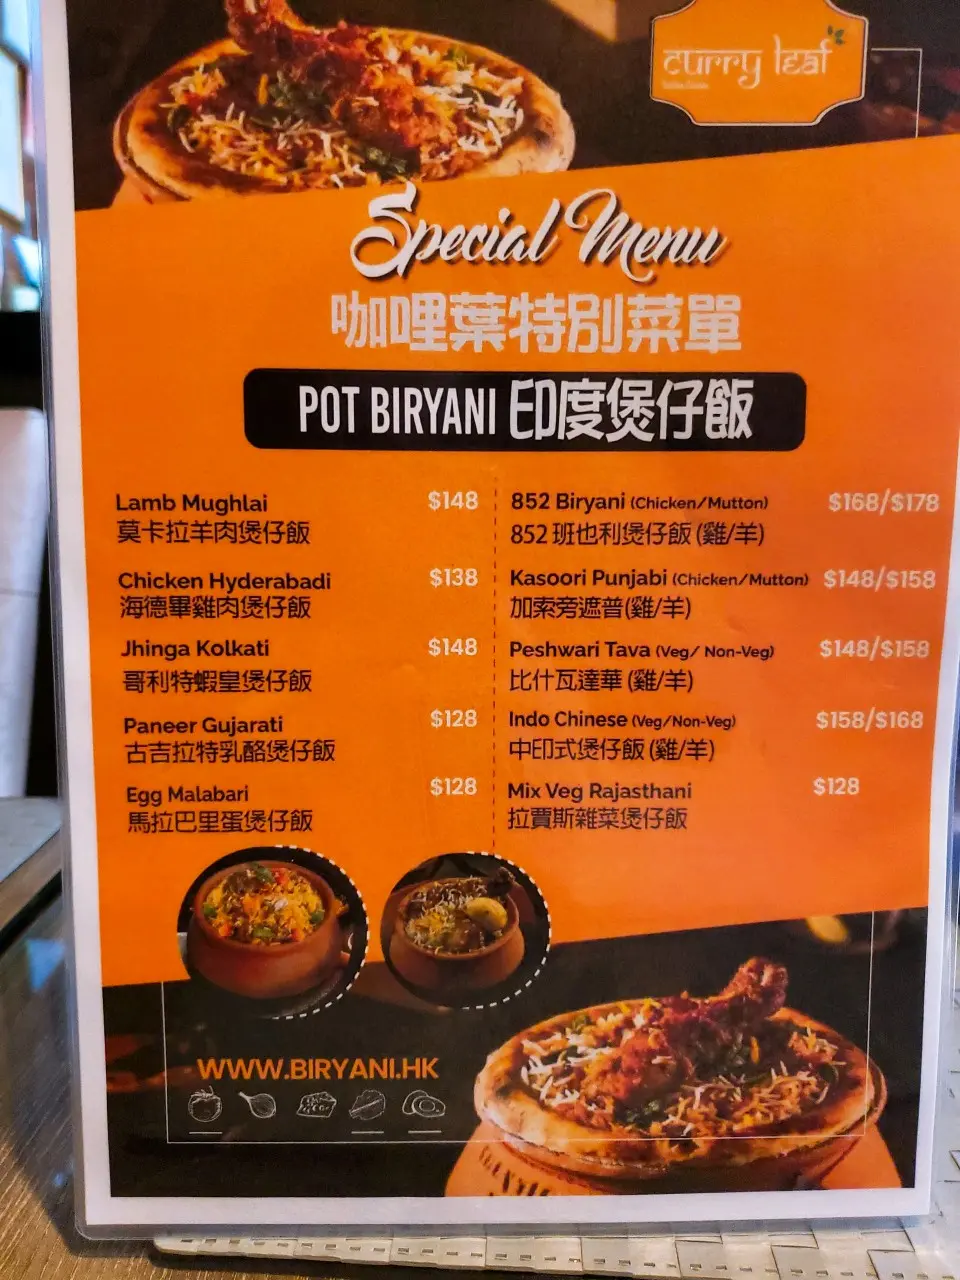 curry leaf
Special Menu
咖哩葉特別菜單
POT BIRYANI 印度煲仔飯
Lamb Mughlai $148
莫卡拉羊肉煲仔飯
Chicken Hyderabadi $138
海德畢雞肉煲仔飯
Jhinga Kolkati $148
哥利特蝦皇煲仔飯
Paneer Gujarati $128
古吉拉特乳酪煲仔飯
Egg Malabari $128
馬拉巴里蛋煲仔飯
852 Biryani (Chicken/Mutton) $168/$178
852 班也利煲仔飯 (雞/羊)
Kasoori Punjabi (Chicken/Mutton) $148/$158
加索旁遮普(雞/羊)
Peshwari Tava (Veg/ Non-Veg) $148/$158
比什瓦達華 (雞/羊)
Indo Chinese (Veg/Non-Veg) $158/$168
中印式煲仔飯 (雞/羊)
Mix Veg Rajasthani $128
拉賈斯雜菜煲仔飯
WWW.BIRYANI.HK